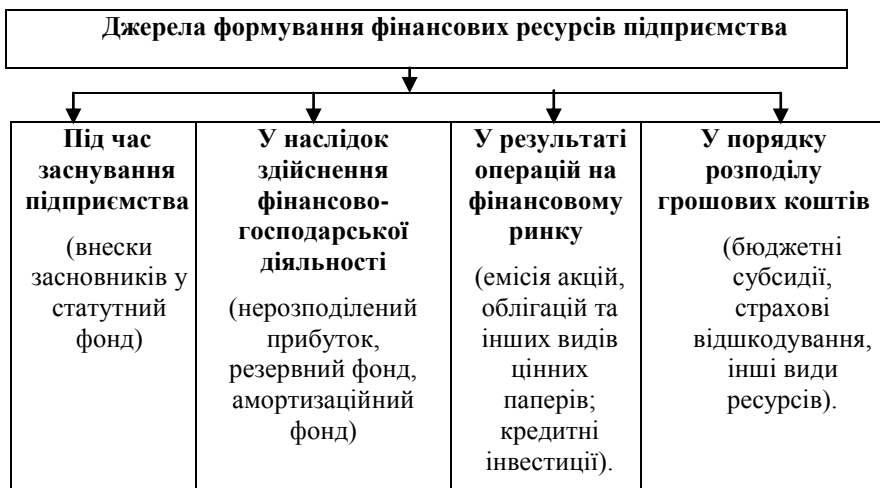 Джерела формування фінансових ресурсів підприємства
Під час
заснування
підприємства
(внески
засновників у
статутний
фонд)
У наслідок
здійснення
фінансово-
господарської
діяльності
(нерозподілений
прибуток,
резервний фонд,
амортизаційний
фонд)
У результаті
операцій на
фінансовому
ринку
(емісія акцій,
облігацій та
інших видів
цінних
паперів;
кредитні
інвестиції).
У порядку
розподілу
грошових коштів
(бюджетні
субсидії,
страхові
відшкодування,
інші види
ресурсів).